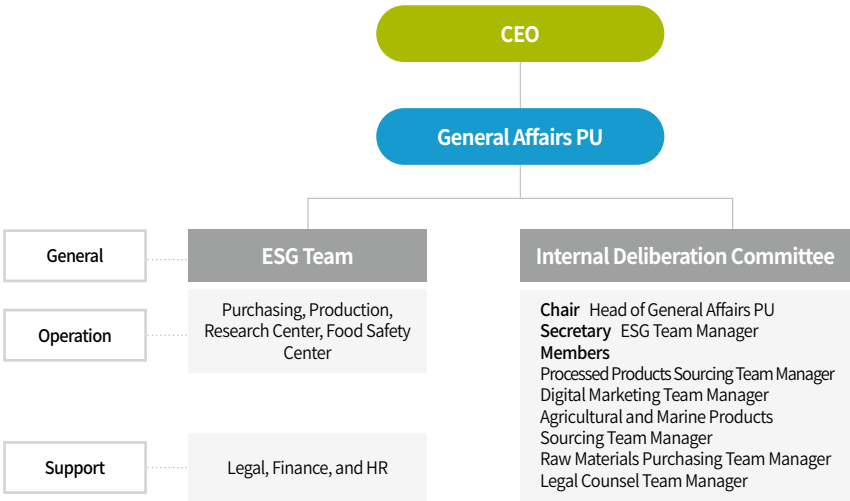 CEO
General Affairs PU
General
ESG Team
Internal Deliberation Committee
Operation
Purchasing, Production,
Research Center, Food Safety
Center
Support
Legal, Finance, and HR
Chair Head of General Affairs PU
Secretary ESG Team Manager
Members
Processed Products Sourcing Team Manager
Digital Marketing Team Manager
Agricultural and Marine Products
Sourcing Team Manager
Raw Materials Purchasing Team Manager
Legal Counsel Team Manager